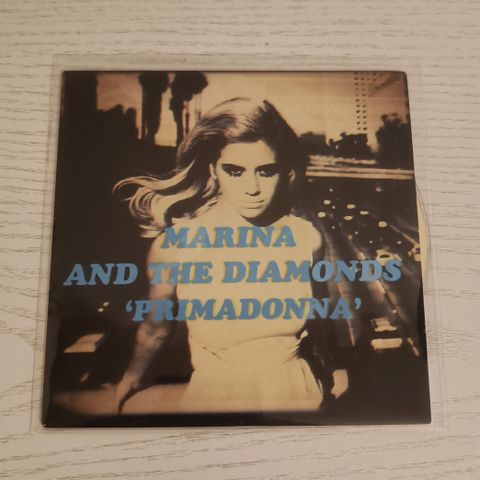 MARINA
AND THE DIAMONDS
‘PRIMADONNA’